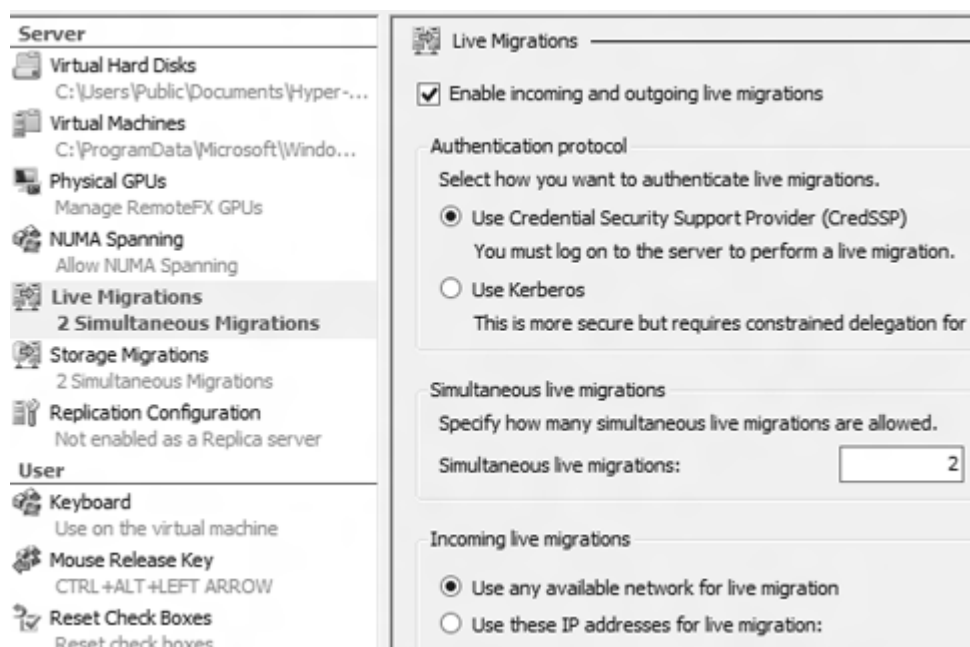 Server
Virtual Hard Disks
C:\Users\Public\Documents\Hyper-...
Virtual Machines
C:\ProgramData\Microsoft\Windo...
Physical GPUs
Manage RemoteFX GPUs
NUMA Spanning
Allow NUMA Spanning
Live Migrations
2 Simultaneous Migrations
Storage Migrations
2 Simultaneous Migrations
Replication Configuration
Not enabled as a Replica server
User
Keyboard
Use on the virtual machine
Mouse Release Key
CTRL+ALT+LEFT ARROW
Reset Check Boxes
Reset check boxes
Live Migrations
Enable incoming and outgoing live migrations
Authentication protocol
Select how you want to authenticate live migrations.
Use Credential Security Support Provider (CredSSP)
You must log on to the server to perform a live migration.
Use Kerberos
This is more secure but requires constrained delegation for
Simultaneous live migrations
Specify how many simultaneous live migrations are allowed.
Simultaneous live migrations: 2
Incoming live migrations
Use any available network for live migration
Use these IP addresses for live migration: